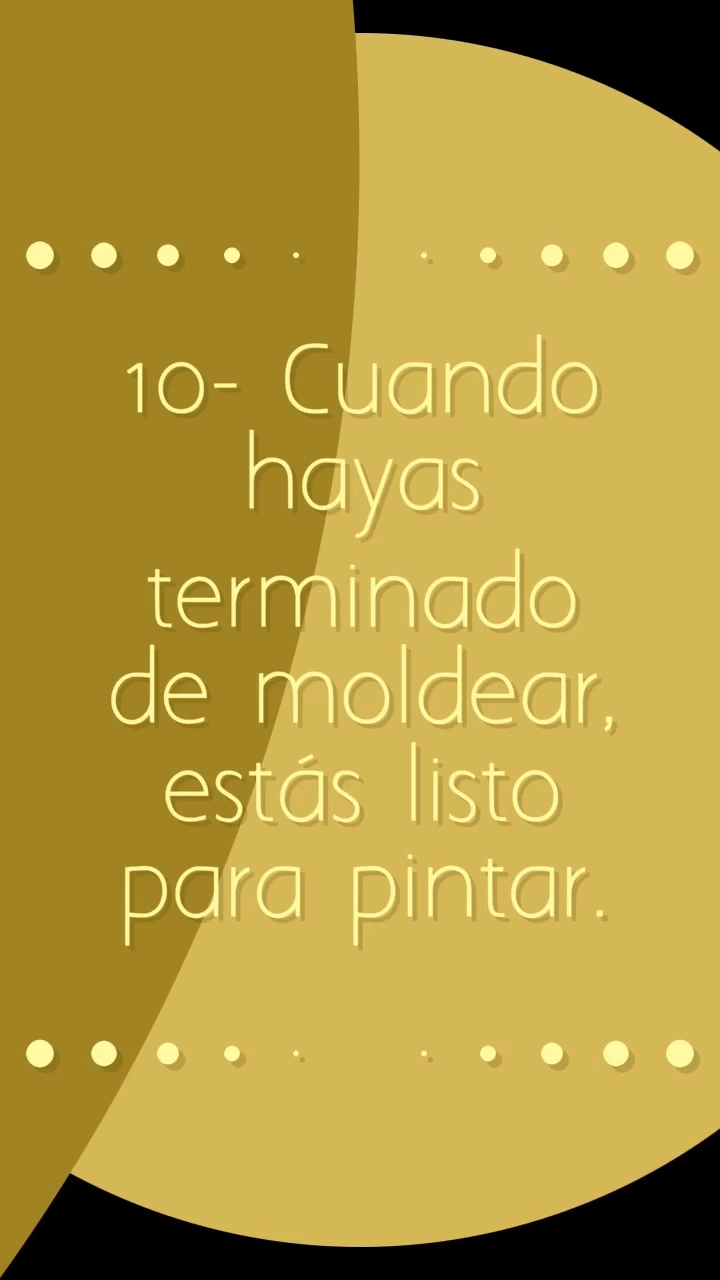 10- Cuando
hayas
terminado
de moldear,
estás listo
para pintar.